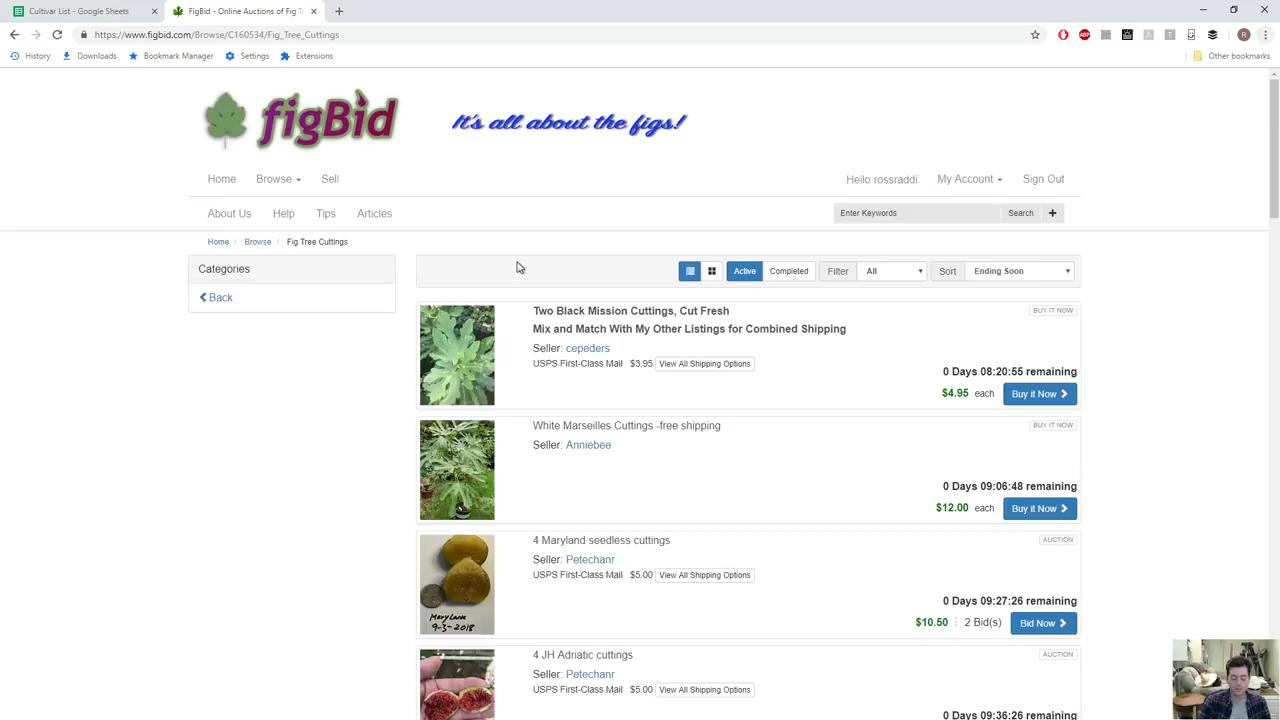 Cultivar List - Google Sheets
FigBid - Online Auctions of Fig T
https://www.figbid.com/Browse/C160534/Fig_Tree_Cuttings
History Downloads Bookmark Manager Settings Extensions Other bookmarks
figBid
It's all about the figs!
Home Browse Sell
Hello rossraddi My Account Sign Out
About Us Help Tips Articles
Enter Keywords Search +
Home / Browse / Fig Tree Cuttings
Categories
Back
Active Completed Filter All Sort Ending Soon
Two Black Mission Cuttings, Cut Fresh
BUY IT NOW
Mix and Match With My Other Listings for Combined Shipping
Seller: cepeders
USPS First-Class Mail $3.95 View All Shipping Options
0 Days 08:20:55 remaining
$4.95 each Buy it Now
White Marseilles Cuttings -free shipping
BUY IT NOW
Seller: Anniebee
0 Days 09:06:48 remaining
$12.00 each Buy it Now
4 Maryland seedless cuttings
AUCTION
Seller: Petechanr
USPS First-Class Mail $5.00 View All Shipping Options
0 Days 09:27:26 remaining
$10.50 2 Bid(s) Bid Now
MaryLane
9-3-2018
4 JH Adriatic cuttings
AUCTION
Seller: Petechanr
USPS First-Class Mail $5.00 View All Shipping Options
0 Days 09:36:26 remaining